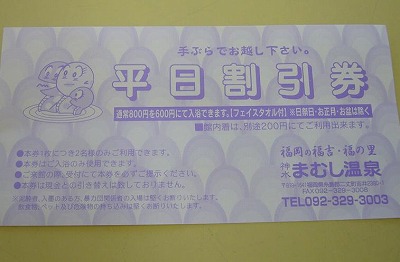 手ぶらでお越し下さい。
平日割引券
通常800円を600円にて入浴できます。【フェイスタオル付】※日祭日・お正月・お盆は除く
■館内着は、別途200円にてご利用出来ます。
●本券1枚につき2名様のみご利用できます。
●本券はご入浴のみ使用できます。
●ご来館の際、受付にて本券を必ずご提示ください。
●本券は現金との引き替えは致しておりません。
福岡の福吉・福の里
まむし温泉
FAX 092-329-3008
TEL092-329-3003